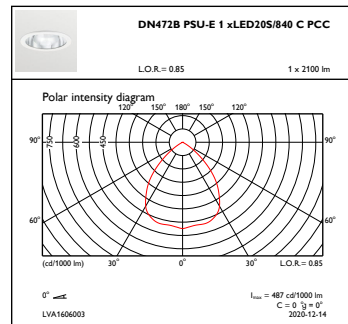 DN472B PSU-E 1 xLED20S/840 C PCC
L.O.R.= 0.85 1 x 2100 lm
Polar intensity diagram
120° 150° 180° 150° 120°
90° 750 600 450 90°
60° 60°
(cd/1000 lm) 30° 0° 30° L.O.R.= 0.85
0° Imax = 487 cd/1000 lm
C = 0 °g = 0°
LVA1606003 2020-12-14